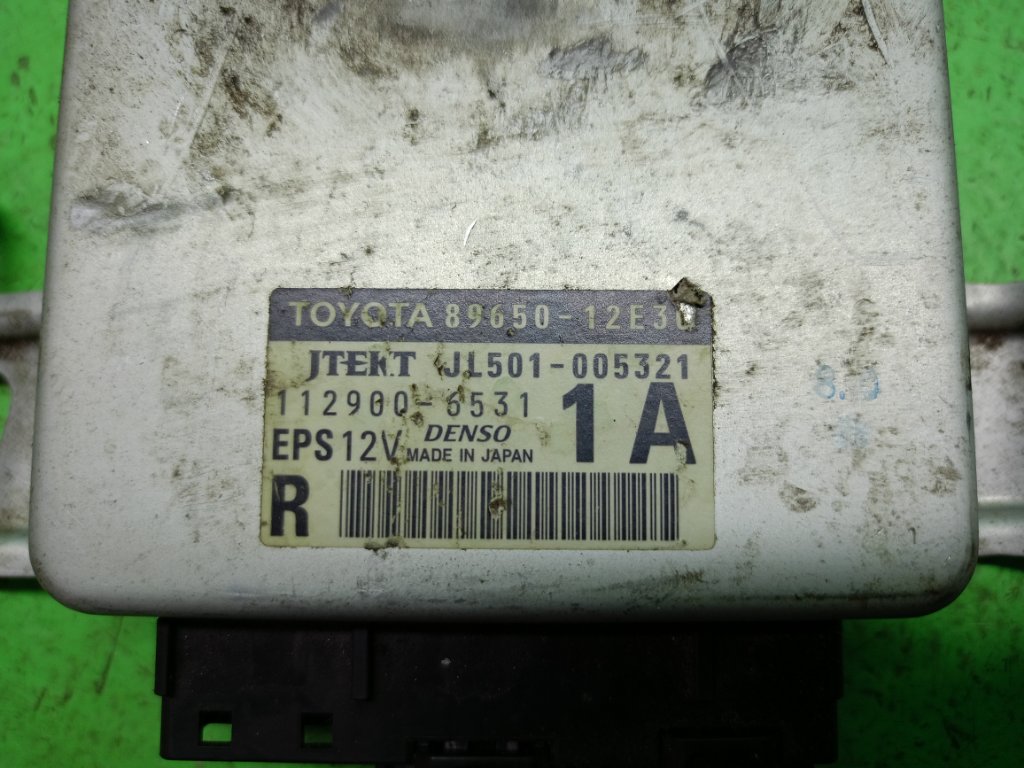 TOYOTA 89650-12E30
JTEKT JL501-005321
112900-6531 1A
EPS 12V DENSO
MADE IN JAPAN
R